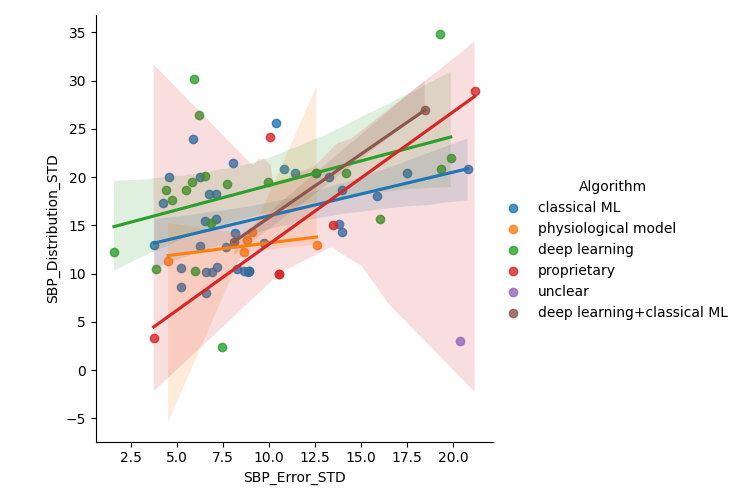 35
30
25
20
15
10
5
0
−5
SBP_Distribution_STD
2.5 5.0 7.5 10.0 12.5 15.0 17.5 20.0
SBP_Error_STD
Algorithm
classical ML
physiological model
deep learning
proprietary
unclear
deep learning+classical ML